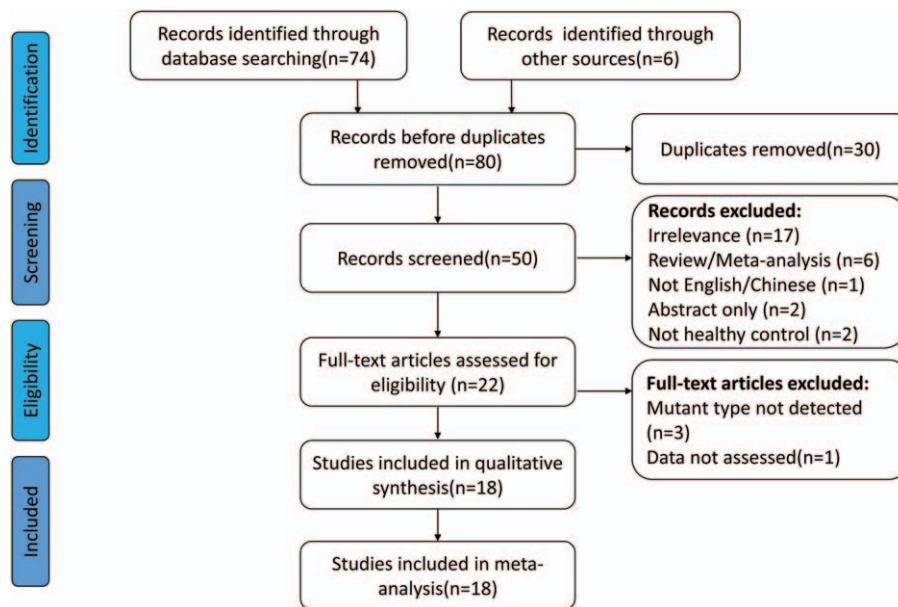 Identification
Records identified through
database searching(n=74)
Records  identified through
other sources(n=6)
Records before duplicates
removed(n=80)
Duplicates removed(n=30)
Screening
Records screened(n=50)
Records excluded:
Irrelevance (n=17)
Review/Meta-analysis (n=6)
Not English/Chinese (n=1)
Abstract only (n=2)
Not healthy control (n=2)
Eligibility
Full-text articles assessed for
eligibility (n=22)
Full-text articles excluded:
Mutant type not detected
(n=3)
Data not assessed(n=1)
Included
Studies included in qualitative
synthesis(n=18)
Studies included in meta-
analysis(n=18)